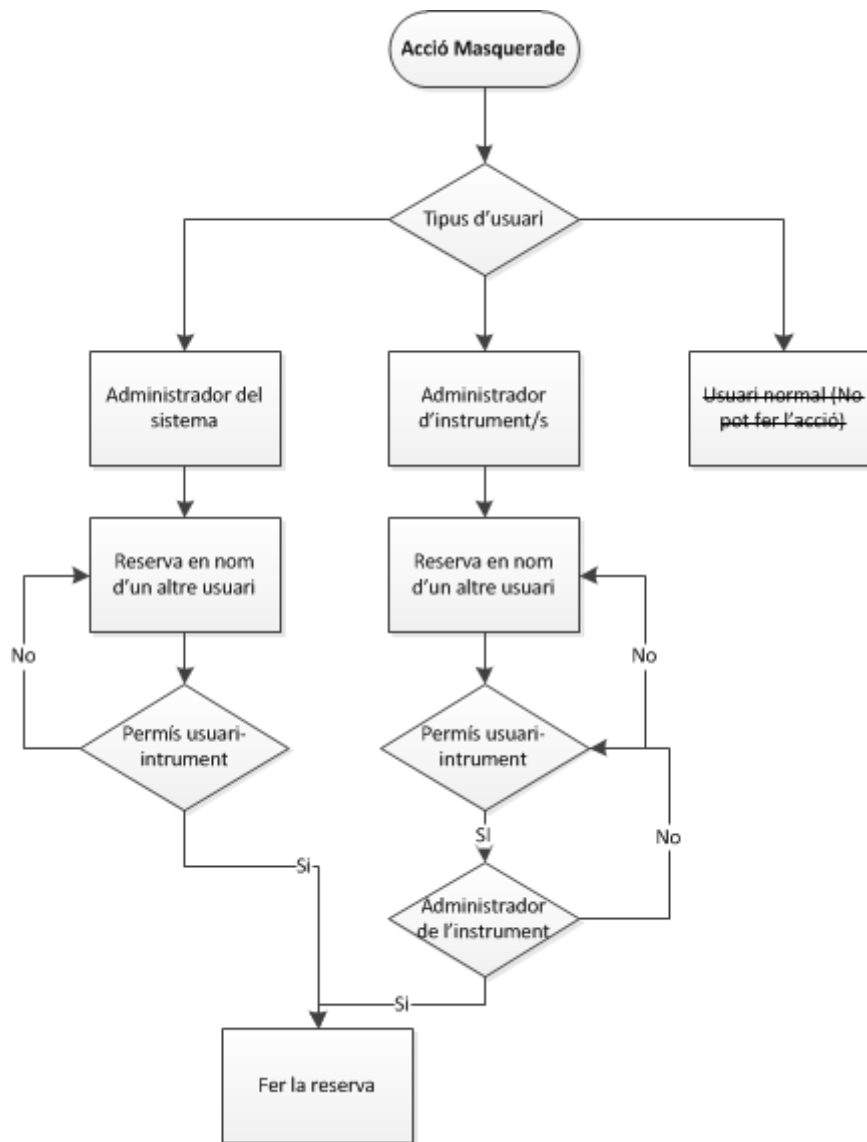 Acció Masquerade
Tipus d'usuari
Administrador del
sistema
Administrador
d'instrument/s
Usuari normal (No
pot fer l'acció)
Reserva en nom
d'un altre usuari
Reserva en nom
d'un altre usuari
No
No
Permís usuari-
intrument
Permís usuari-
intrument
SI
No
Si
Administrador
de l'instrument
Si
Fer la reserva